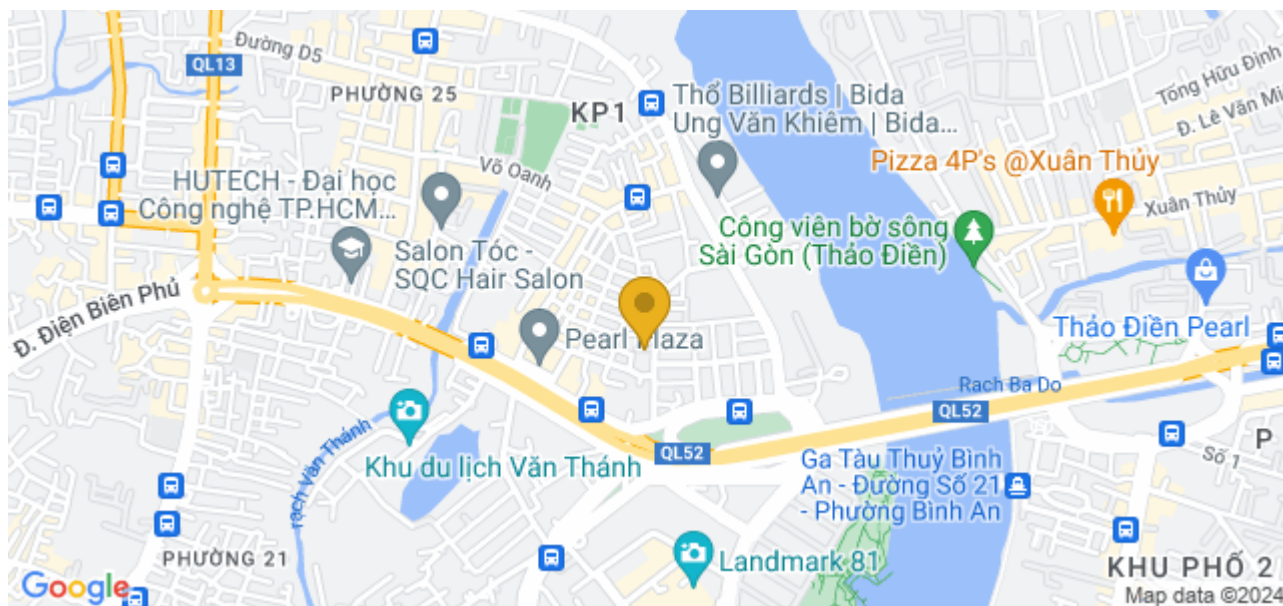 Đường D5
QL13
PHƯỜNG 25
KP1
Thổ Billiards | Bida
Ung Văn Khiêm | Bida...
Tống Hữu Định
Đ. Lê Văn Mi
Võ Oanh
Pizza 4P's @Xuân Thủy
Xuân Thủy
HUTECH - Đại học
Công nghệ TP.HCM...
Salon Tóc -
SQC Hair Salon
Công viên bờ sông
Sài Gòn (Thảo Điền)
Đ. Điện Biên Phủ
Pearl Plaza
Thảo Điền Pearl
Rach Ba Do
QL52
QL52
rạch Văn Thánh
Khu du lịch Văn Thánh
Ga Tàu Thuỷ Bình
An - Đường Số 21
- Phường Bình An
Số 1
P
PHƯỜNG 21
Landmark 81
KHU PHỐ 2
Google
Map data ©2024